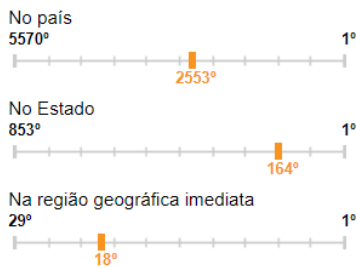 No país
5570º 1º
2553º
No Estado
853º 1º
164º
Na região geográfica imediata
29º 1º
18º